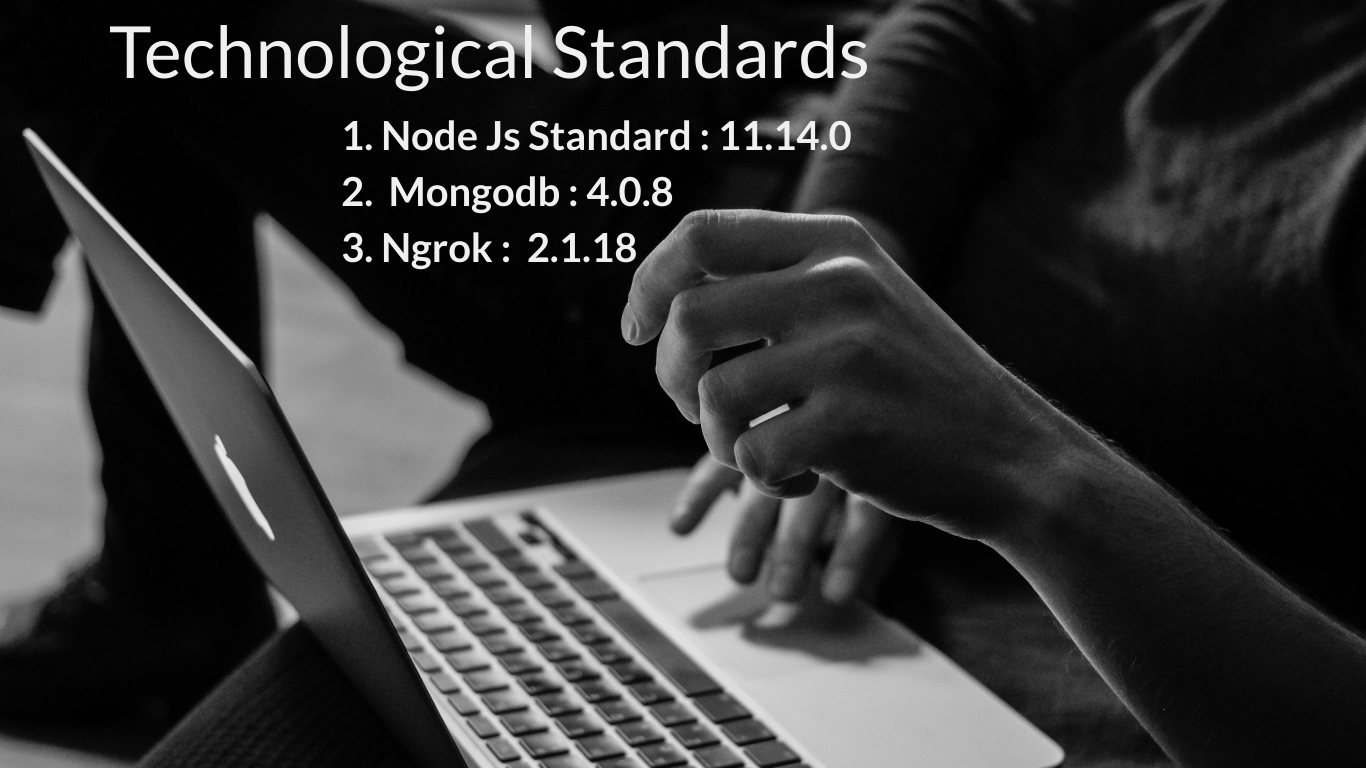 Technological Standards
1. Node Js Standard : 11.14.0
2. Mongodb : 4.0.8
3. Ngrok : 2.1.18